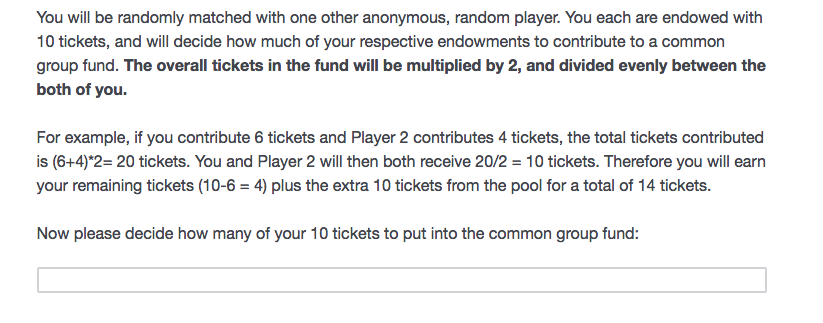 You will be randomly matched with one other anonymous, random player. You each are endowed with
10 tickets, and will decide how much of your respective endowments to contribute to a common
group fund. The overall tickets in the fund will be multiplied by 2, and divided evenly between the
both of you.
For example, if you contribute 6 tickets and Player 2 contributes 4 tickets, the total tickets contributed
is (6+4)*2= 20 tickets. You and Player 2 will then both receive 20/2 = 10 tickets. Therefore you will earn
your remaining tickets (10-6 = 4) plus the extra 10 tickets from the pool for a total of 14 tickets.
Now please decide how many of your 10 tickets to put into the common group fund: